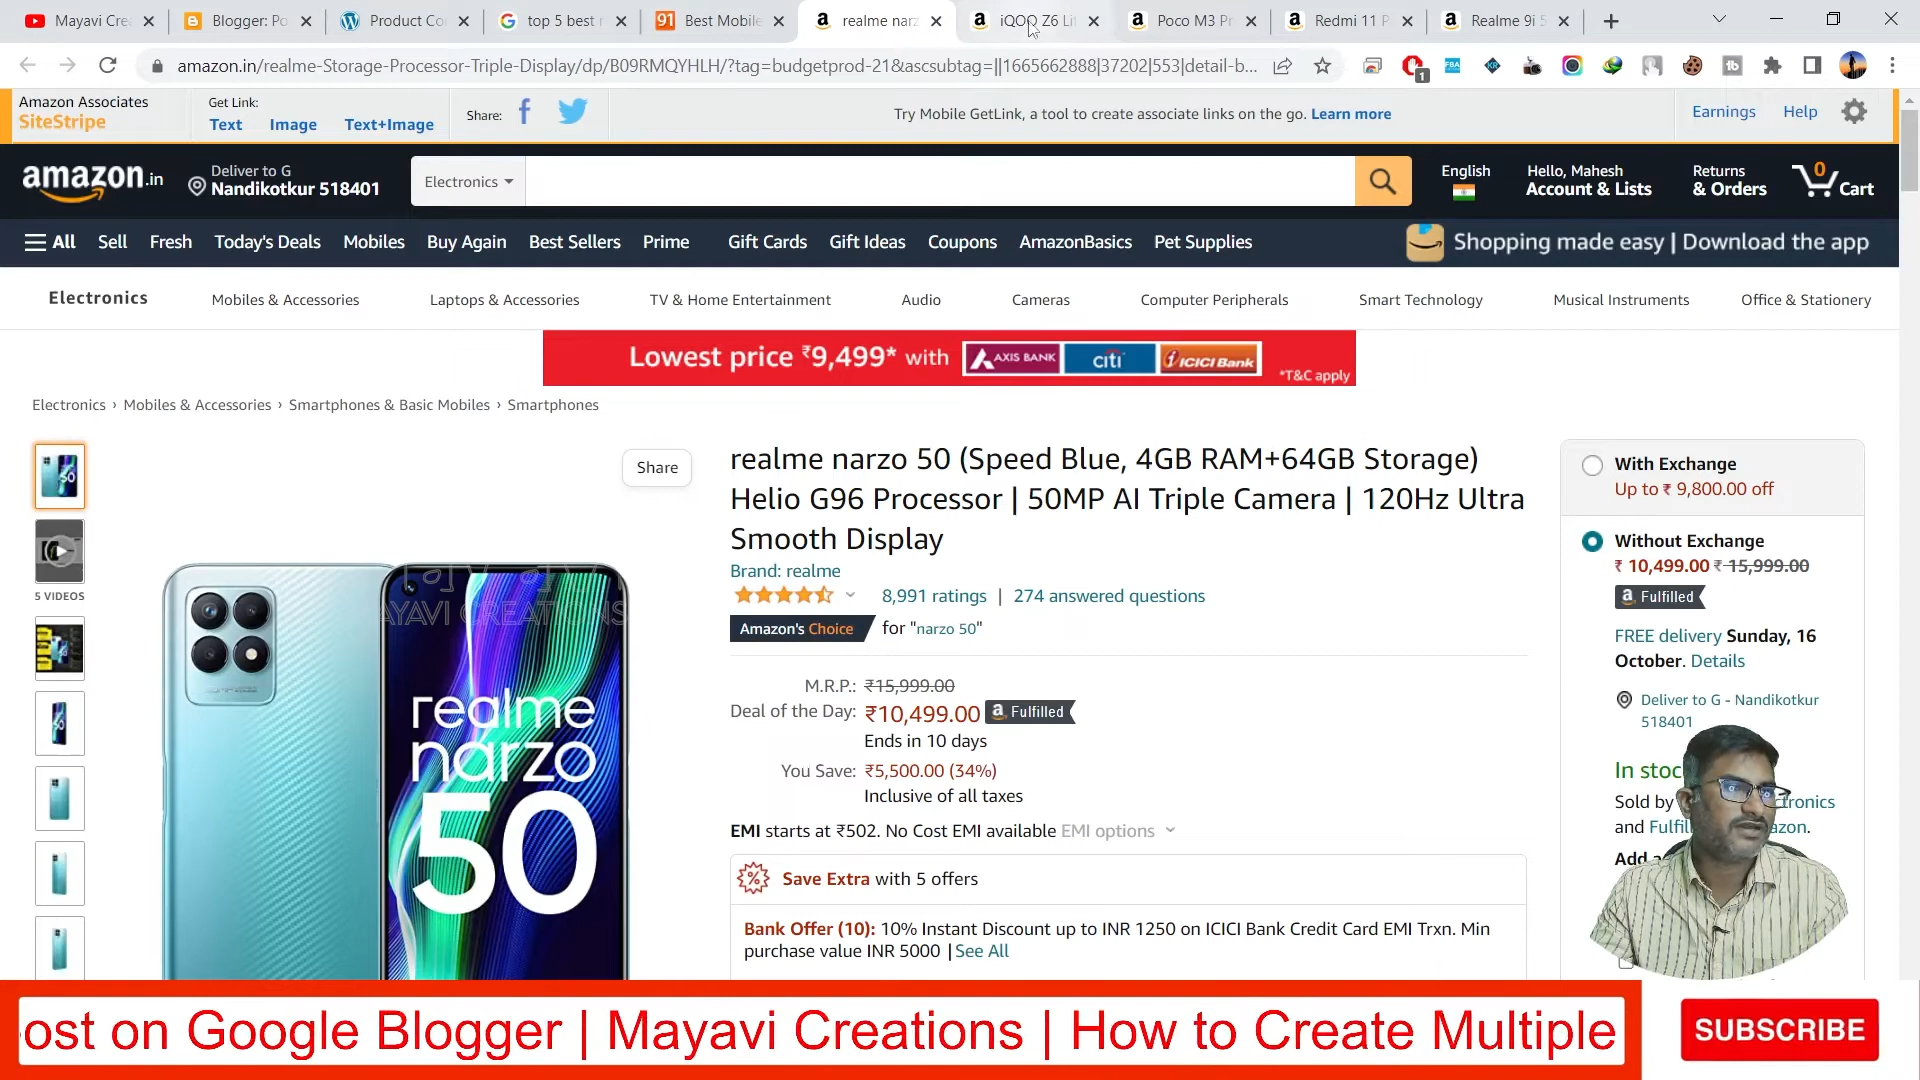 Mayavi Crea
Blogger: Po
Product Co
top 5 best r
Best Mobile
realme narz
iQOO Z6 Lit
Poco M3 Pr
Redmi 11 P
Realme 9i 5
amazon.in/realme-Storage-Processor-Triple-Display/dp/B09RMQYHLH/?tag=budgetprod-21&ascsubtag=||1665662888|37202|553|detail-b...
Amazon Associates
SiteStripe
Get Link:
Text Image Text+Image
Share:
Try Mobile GetLink, a tool to create associate links on the go. Learn more
Earnings Help
amazon.in
Deliver to G
Nandikotkur 518401
Electronics
English
Hello, Mahesh
Account & Lists
Returns
& Orders
0
Cart
All Sell Fresh Today's Deals Mobiles Buy Again Best Sellers Prime Gift Cards Gift Ideas Coupons AmazonBasics Pet Supplies
Shopping made easy | Download the app
Electronics Mobiles & Accessories Laptops & Accessories TV & Home Entertainment Audio Cameras Computer Peripherals Smart Technology Musical Instruments Office & Stationery
Lowest price ₹9,499* with AXIS BANK citi ICICI Bank *T&C apply
Electronics › Mobiles & Accessories › Smartphones & Basic Mobiles › Smartphones
Share
5 VIDEOS
realme
narzo
50
realme narzo 50 (Speed Blue, 4GB RAM+64GB Storage)
Helio G96 Processor | 50MP AI Triple Camera | 120Hz Ultra
Smooth Display
Brand: realme
8,991 ratings | 274 answered questions
Amazon's Choice for "narzo 50"
M.R.P.: ₹15,999.00
Deal of the Day: ₹10,499.00 a Fulfilled
Ends in 10 days
You Save: ₹5,500.00 (34%)
Inclusive of all taxes
EMI starts at ₹502. No Cost EMI available EMI options
Save Extra with 5 offers
Bank Offer (10): 10% Instant Discount up to INR 1250 on ICICI Bank Credit Card EMI Trxn. Min
purchase value INR 5000 | See All
With Exchange
Up to ₹ 9,800.00 off
Without Exchange
₹ 10,499.00 ₹ 15,999.00
a Fulfilled
FREE delivery Sunday, 16
October. Details
Deliver to G - Nandikotkur
518401
In stoc
Sold by ctronics
and Fulfil azon.
Add a
AYAVI CREATIONS
ost on Google Blogger | Mayavi Creations | How to Create Multiple
SUBSCRIBE